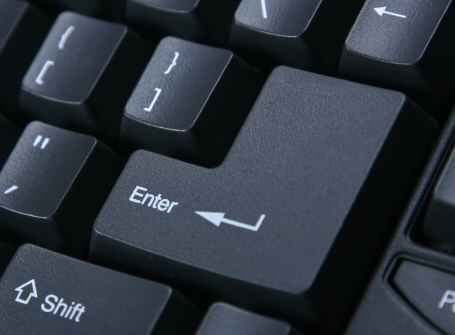 \ ←
{ }
[ ]
"
,
Enter ↵
⇧ Shift